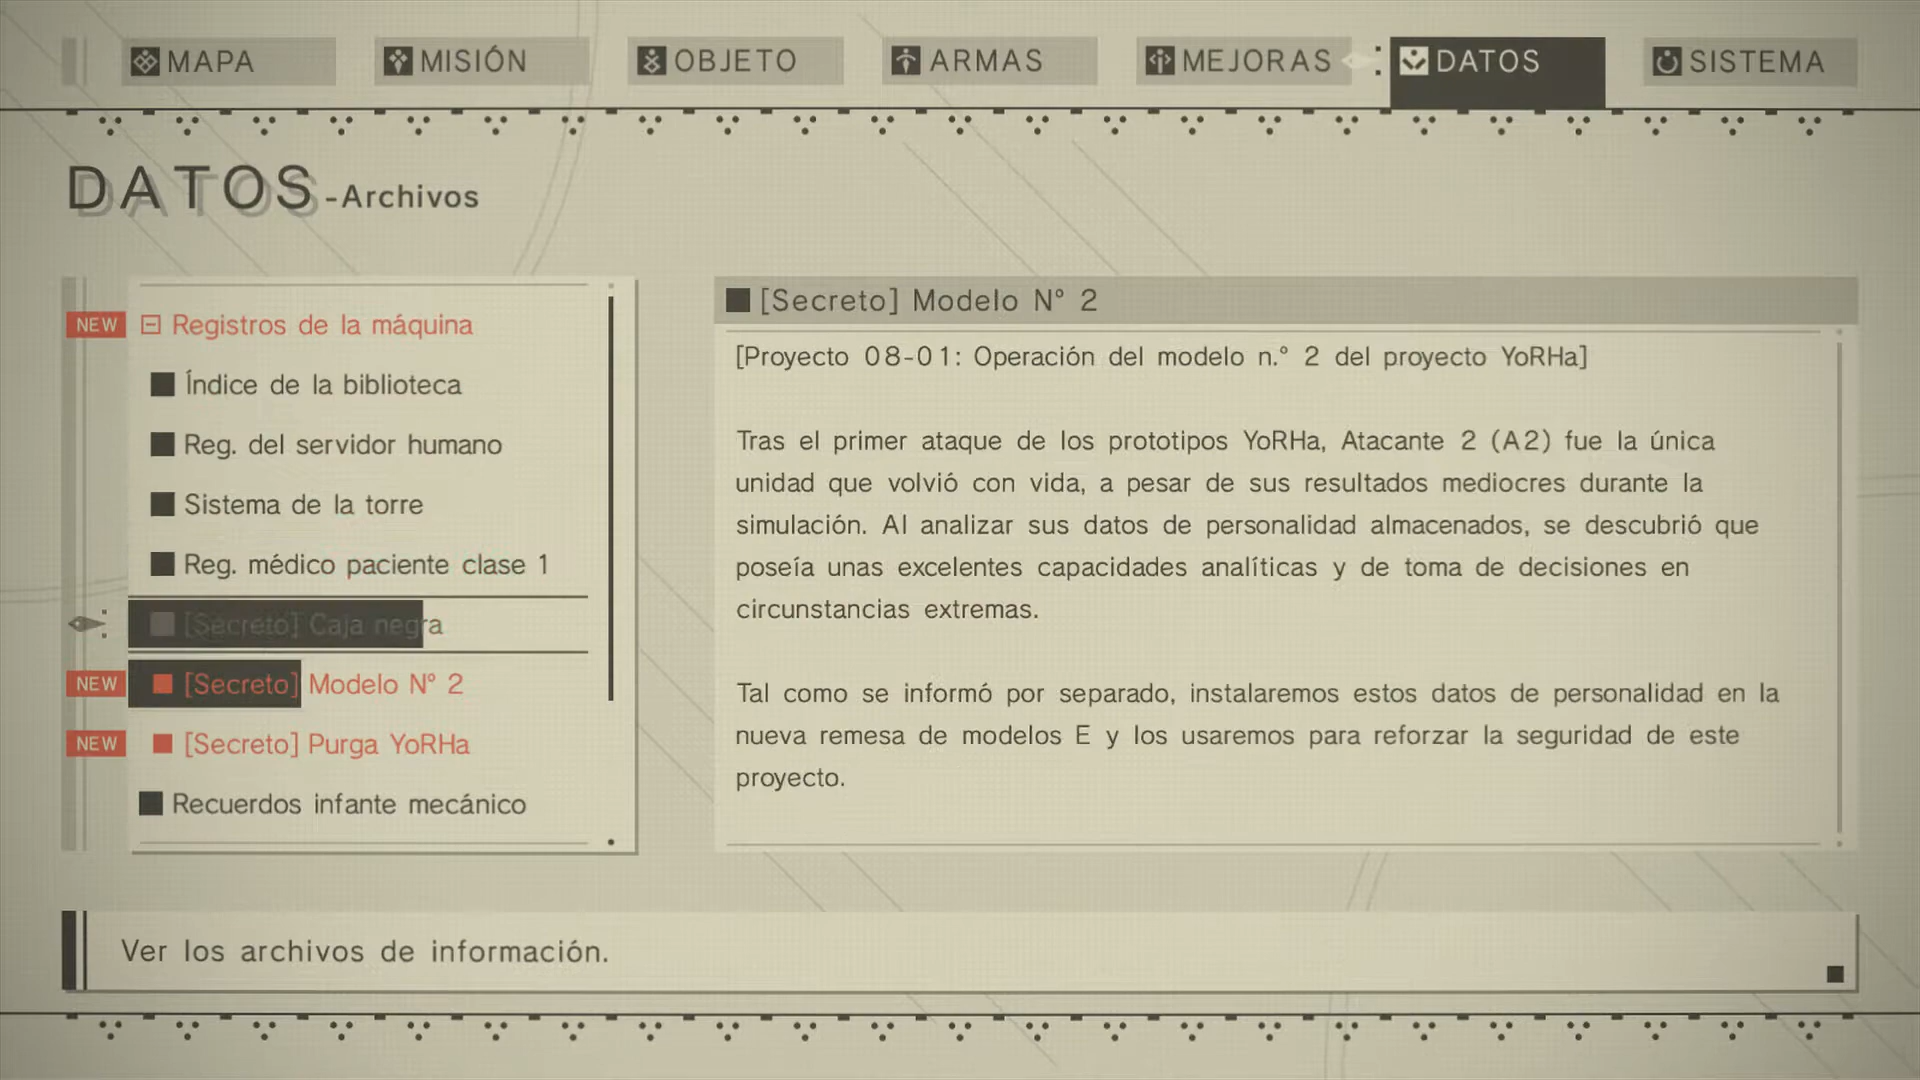 MAPA
MISIÓN
OBJETO
ARMAS
MEJORAS
DATOS
SISTEMA
DATOS -Archivos
NEW Registros de la máquina
Índice de la biblioteca
Reg. del servidor humano
Sistema de la torre
Reg. médico paciente clase 1
[Secreto] Caja negra
NEW [Secreto] Modelo Nº 2
NEW [Secreto] Purga YoRHa
Recuerdos infante mecánico
[Secreto] Modelo Nº 2
[Proyecto 08-01: Operación del modelo n.º 2 del proyecto YoRHa]
Tras el primer ataque de los prototipos YoRHa, Atacante 2 (A2) fue la única
unidad que volvió con vida, a pesar de sus resultados mediocres durante la
simulación. Al analizar sus datos de personalidad almacenados, se descubrió que
poseía unas excelentes capacidades analíticas y de toma de decisiones en
circunstancias extremas.
Tal como se informó por separado, instalaremos estos datos de personalidad en la
nueva remesa de modelos E y los usaremos para reforzar la seguridad de este
proyecto.
Ver los archivos de información.